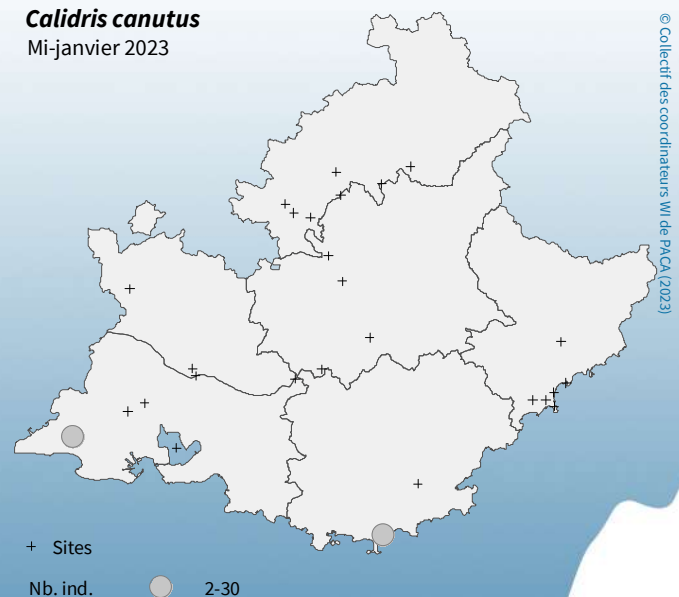 Calidris canutus
Mi-janvier 2023
© Collectif des coordinateurs WI de PACA (2023)
+ Sites
Nb. ind. 2-30